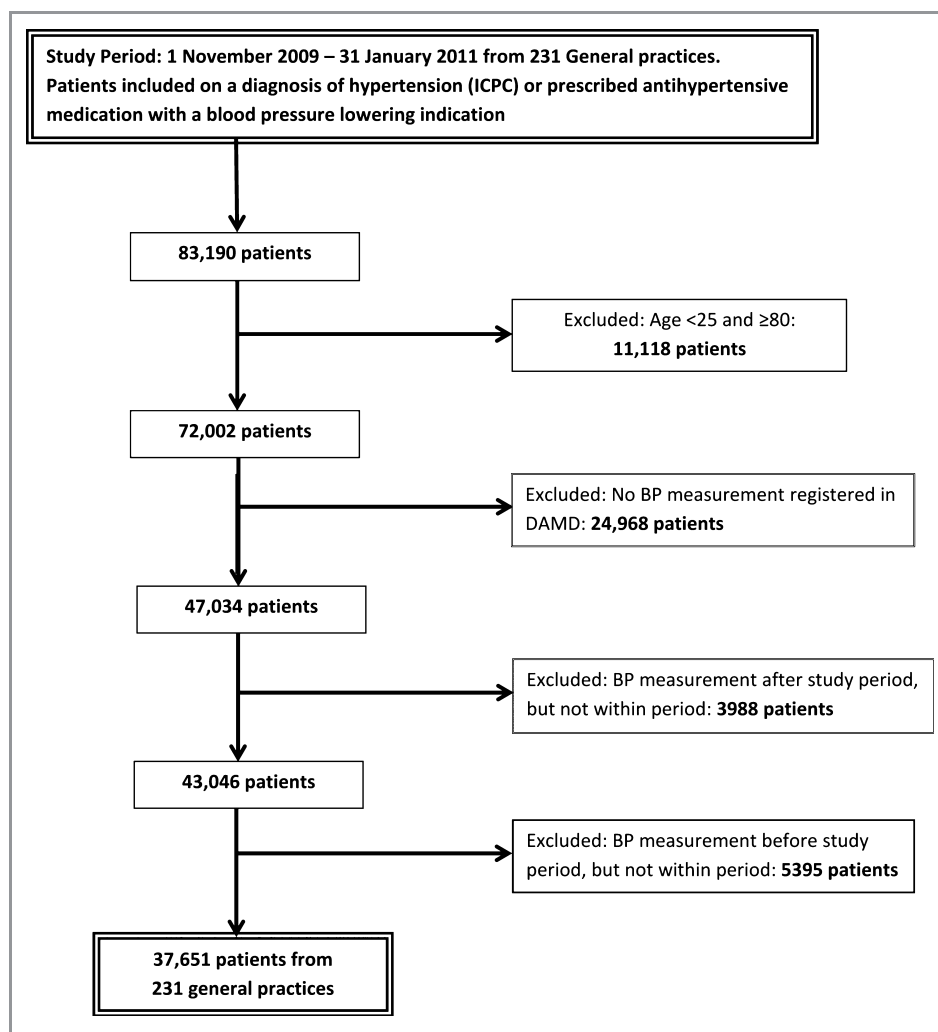 Study Period: 1 November 2009 – 31 January 2011 from 231 General practices.
Patients included on a diagnosis of hypertension (ICPC) or prescribed antihypertensive
medication with a blood pressure lowering indication
83,190 patients
Excluded: Age <25 and ≥80:
11,118 patients
72,002 patients
Excluded: No BP measurement registered in
DAMD: 24,968 patients
47,034 patients
Excluded: BP measurement after study period,
but not within period: 3988 patients
43,046 patients
Excluded: BP measurement before study
period, but not within period: 5395 patients
37,651 patients from
231 general practices